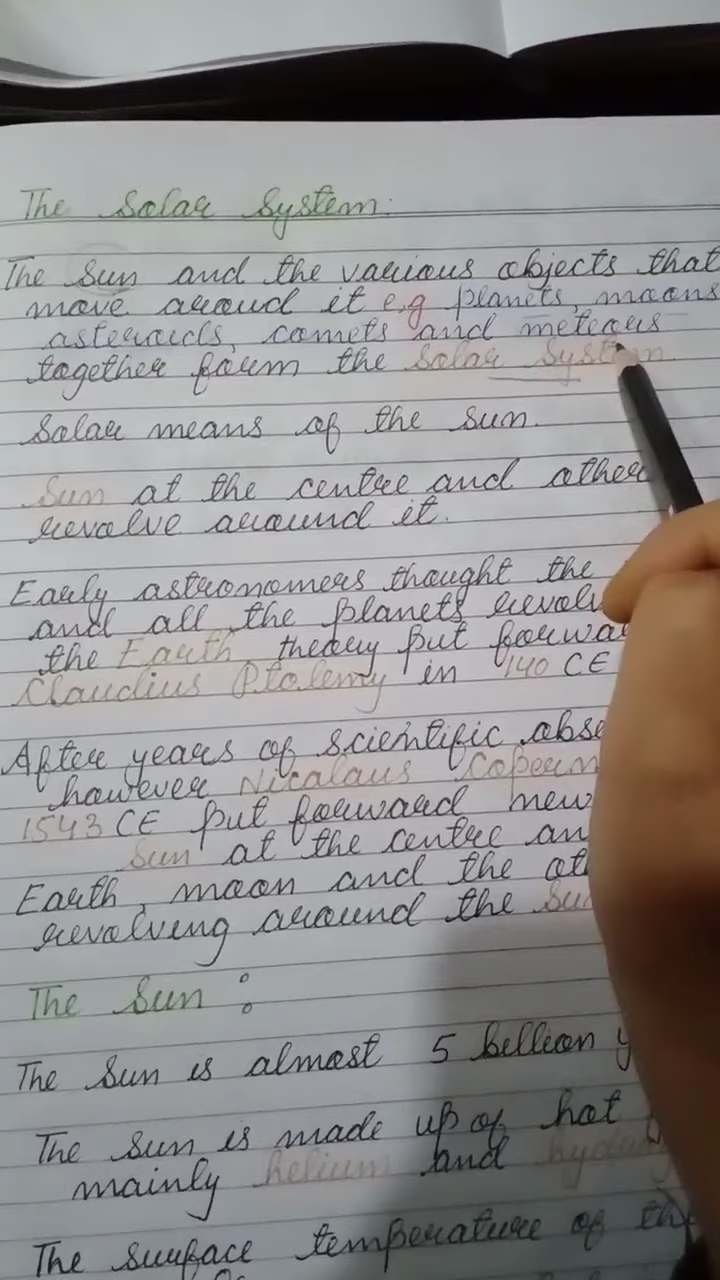 The Solar System:
The Sun and the various objects that
move aroud it e.g planets, moons
asteroids, comets and meteors
together form the Solar System.
Solar means of the Sun.
Sun at the centre and other
revolve around it.
Early astronomers thought the
and all the planets revolv
the Earth theory put forwa
Claudius Ptolemy in 140 CE
After years of scientific obse
however Nicolaus Copern
1543 CE put forward new
Sun at the centre an
Earth, moon and the ot
revolving around the Su
The Sun :
The Sun is almost 5 bellion y
The Sun is made up of hot
mainly helium and hydro
The surface temperature of th